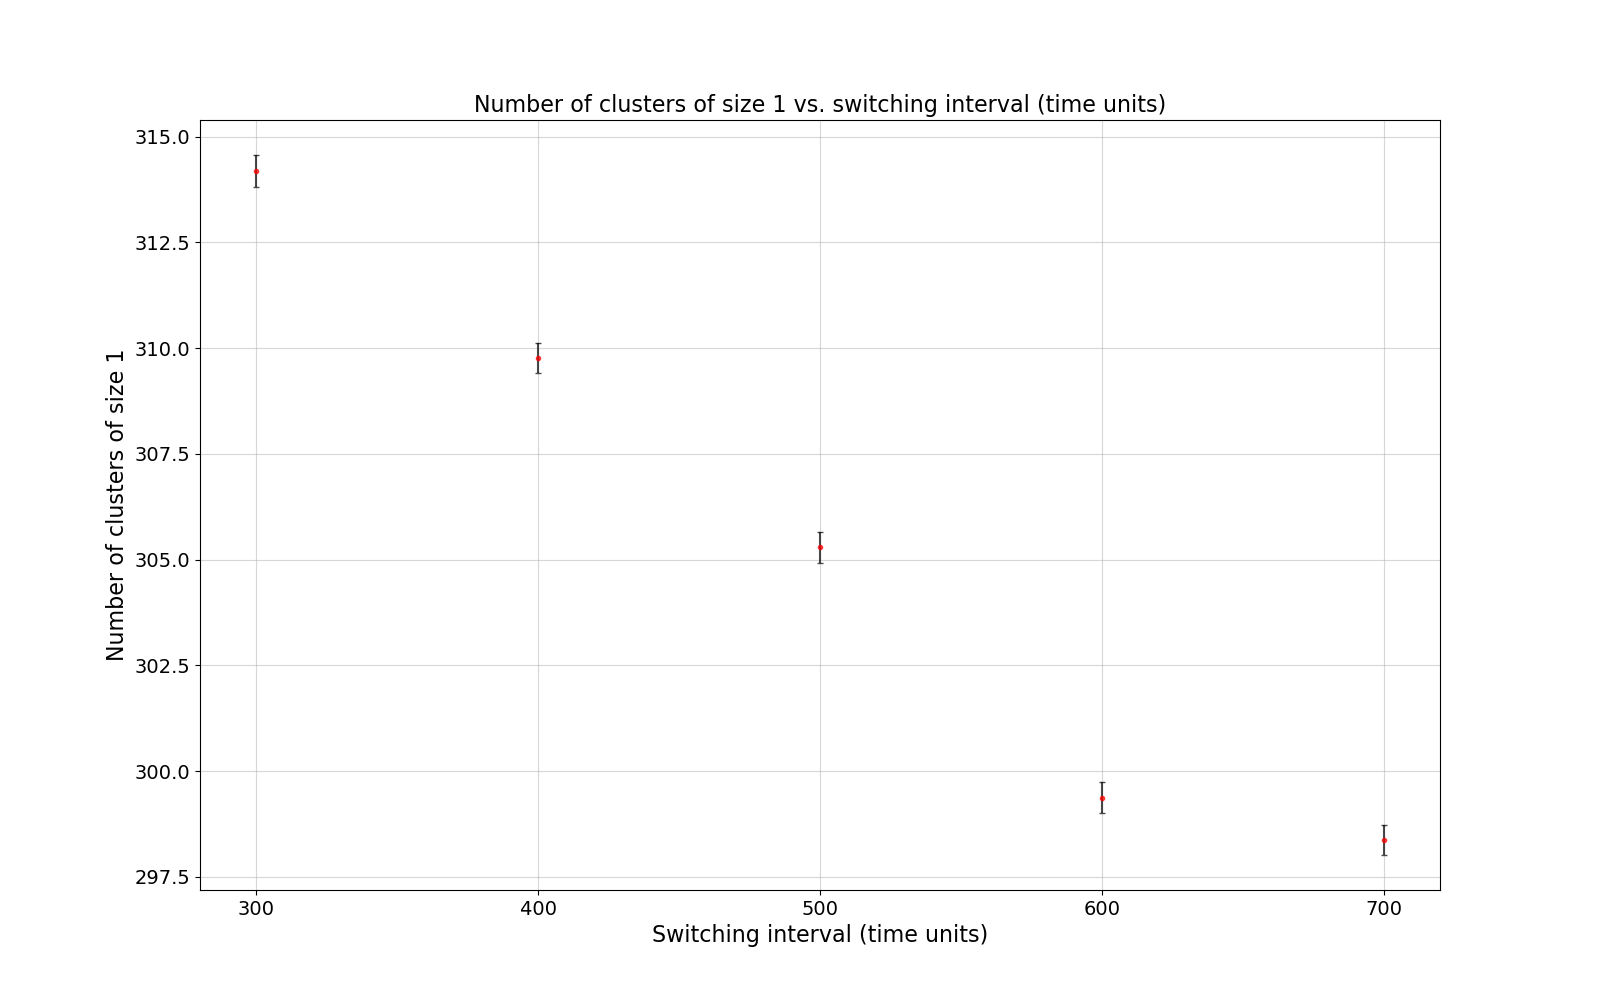 Number of clusters of size 1 vs. switching interval (time units)
315.0
312.5
310.0
307.5
305.0
302.5
300.0
297.5
Number of clusters of size 1
300 400 500 600 700
Switching interval (time units)